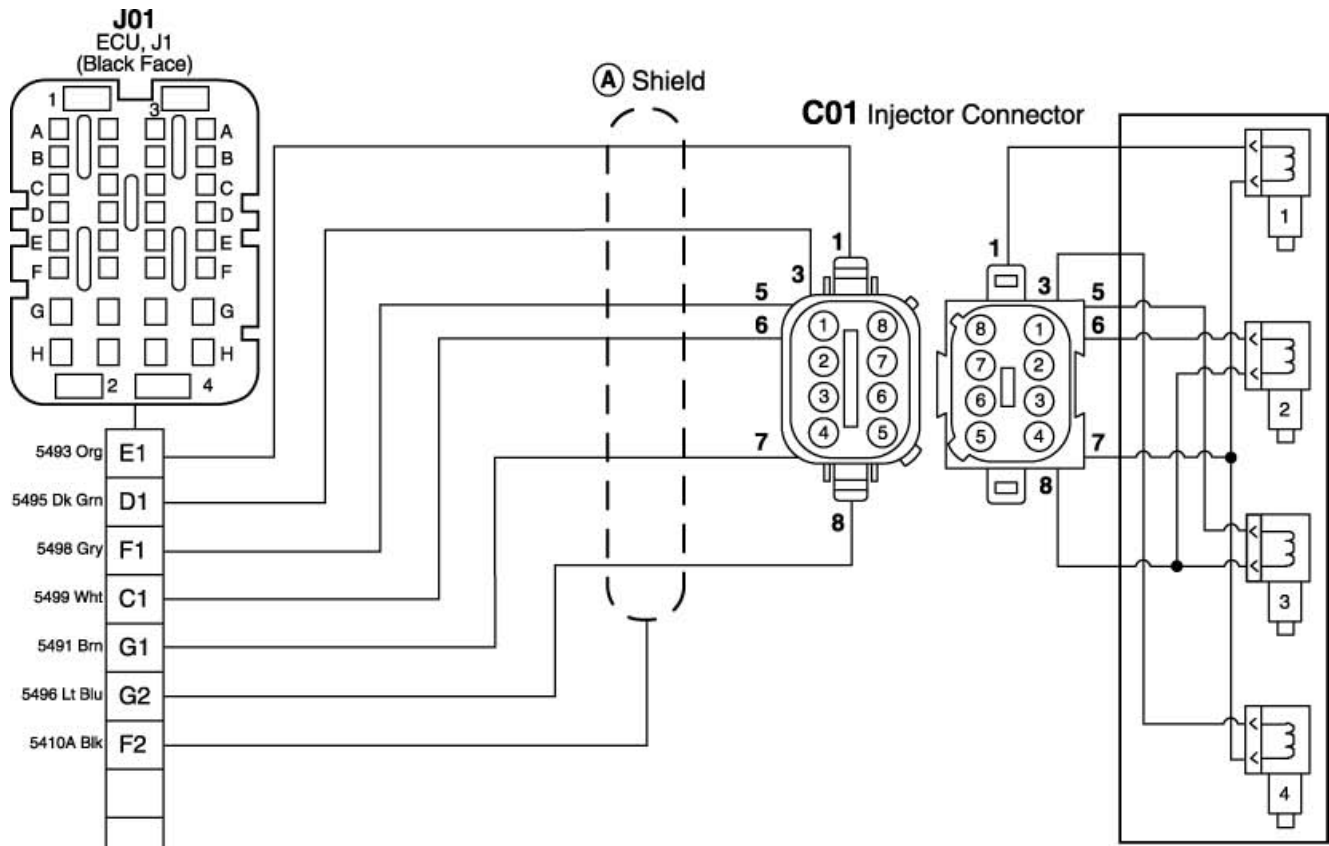 J01
ECU, J1
(Black Face)
1 3
A A
B B
C C
D D
E E
F F
G G
H H
2 4
5493 Org E1
5495 Dk Grn D1
5498 Gry F1
5499 Wht C1
5491 Brn G1
5496 Lt Blu G2
5410A Blk F2
A Shield
C01 Injector Connector
1
3
5
6
7
8
1 8
2 7
3 6
4 5
1
3 5
6
7
8
8 1
7 2
6 3
5 4
1
2
3
4